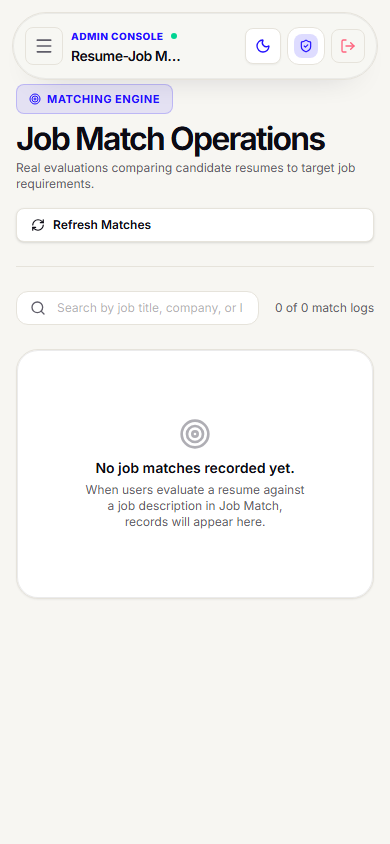 ADMIN CONSOLE
Resume-Job M...
MATCHING ENGINE
Job Match Operations
Real evaluations comparing candidate resumes to target job
requirements.
Refresh Matches
Search by job title, company, or
0 of 0 match logs
No job matches recorded yet.
When users evaluate a resume against
a job description in Job Match,
records will appear here.